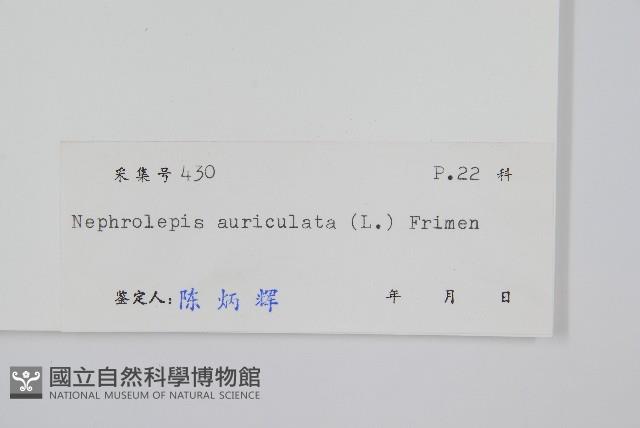 采集号 430 P.22 科
Nephrolepis auriculata (L.) Frimen
鉴定人: 陈炳辉 年 月 日
國立自然科學博物館
NATIONAL MUSEUM OF NATURAL SCIENCE